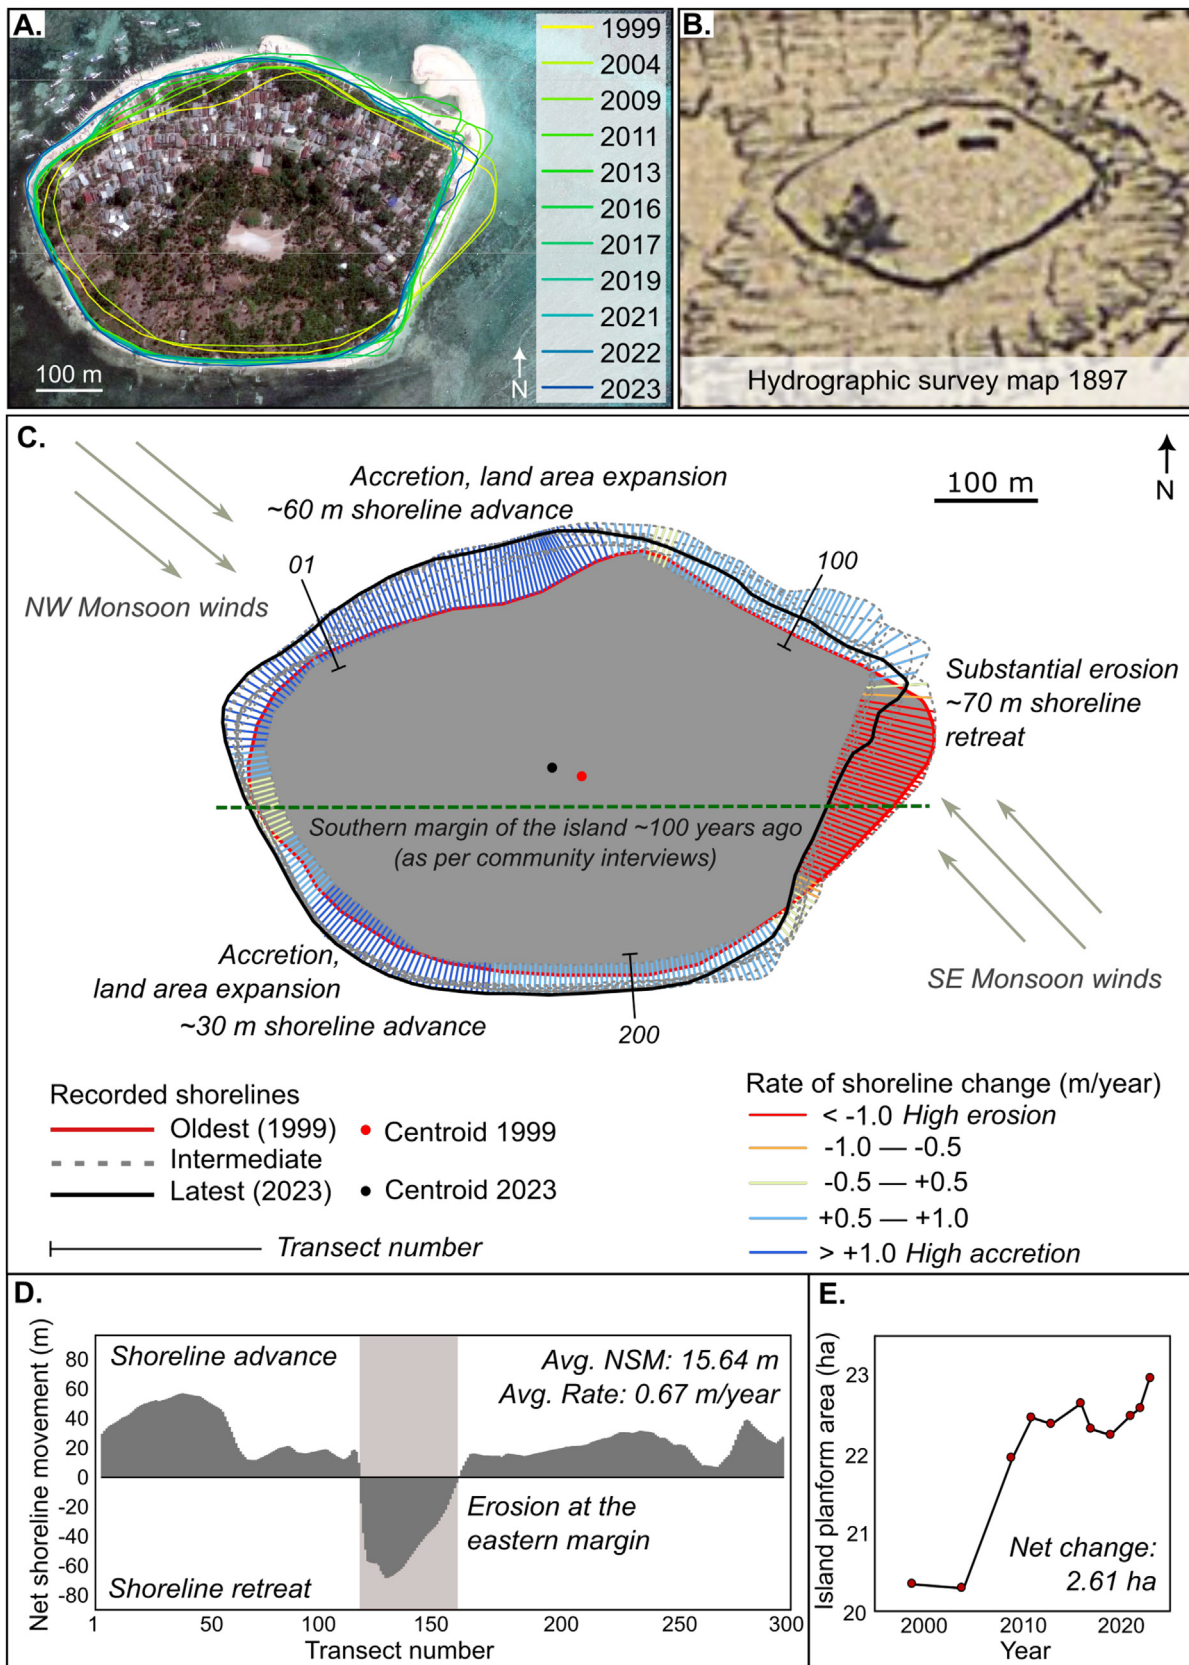 A.
1999
2004
2009
2011
2013
2016
2017
2019
2021
2022
2023
100 m
N
B.
Hydrographic survey map 1897
C.
Accretion, land area expansion
~60 m shoreline advance
100 m
N
01
100
NW Monsoon winds
Substantial erosion
~70 m shoreline
retreat
Southern margin of the island ~100 years ago
(as per community interviews)
Accretion,
land area expansion
~30 m shoreline advance
SE Monsoon winds
200
Recorded shorelines
Oldest (1999)
Centroid 1999
Intermediate
Latest (2023)
Centroid 2023
Transect number
Rate of shoreline change (m/year)
< -1.0 High erosion
-1.0 — -0.5
-0.5 — +0.5
+0.5 — +1.0
> +1.0 High accretion
D.
Net shoreline movement (m)
80
60
40
20
0
-20
-40
-60
-80
Shoreline advance
Avg. NSM: 15.64 m
Avg. Rate: 0.67 m/year
Erosion at the
eastern margin
Shoreline retreat
1 50 100 150 200 250 300
Transect number
E.
Island planform area (ha)
23
22
21
20
Net change:
2.61 ha
2000 2010 2020
Year